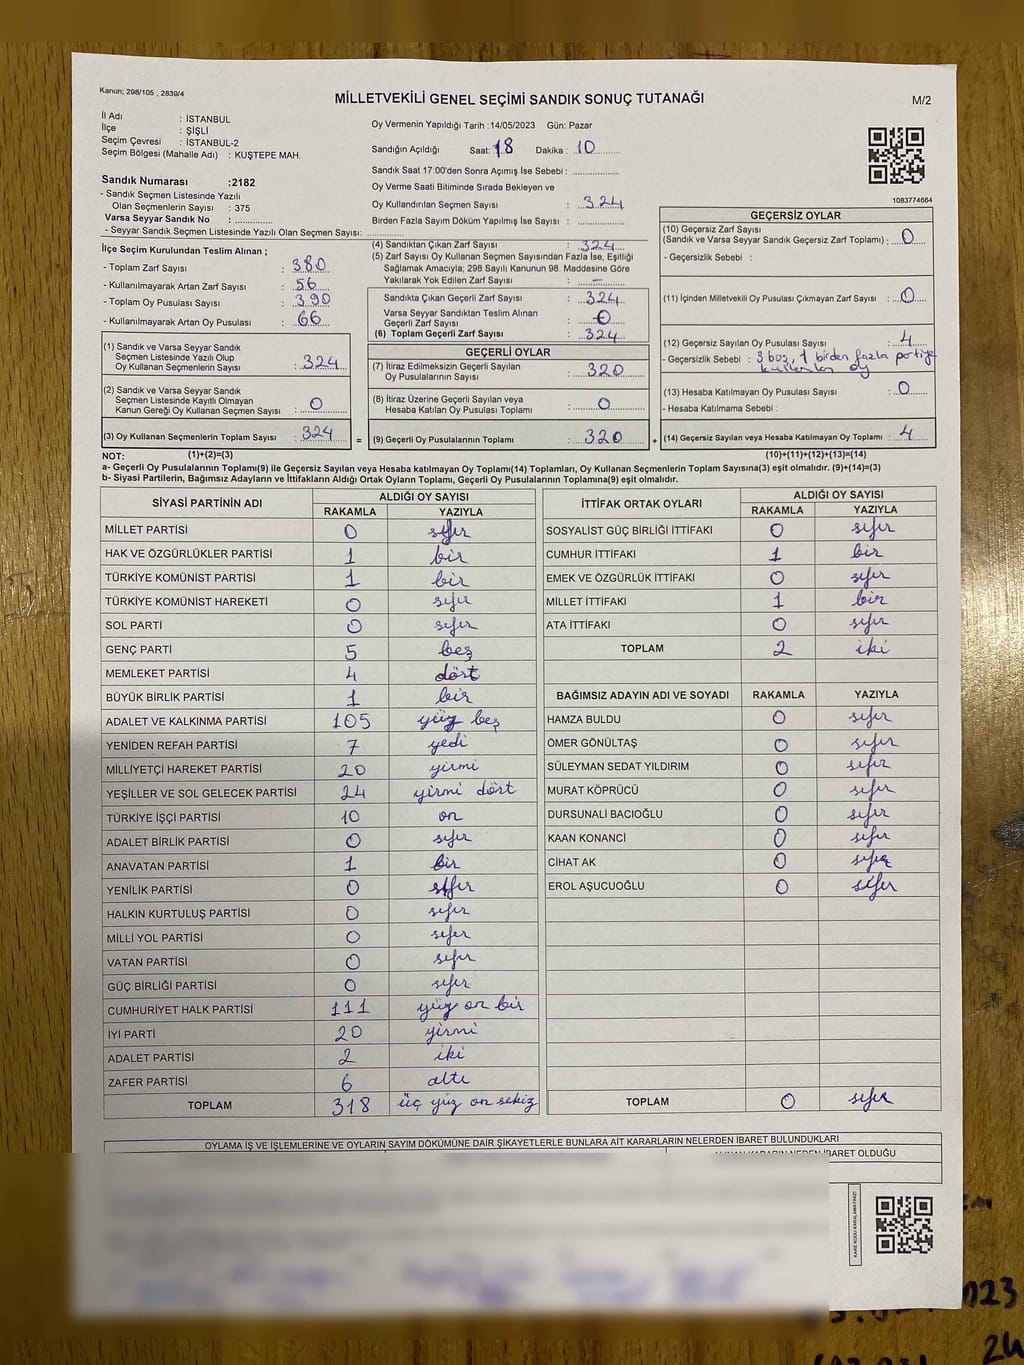 Kanun; 298/105 , 2839/4
MİLLETVEKİLİ GENEL SEÇİMİ SANDIK SONUÇ TUTANAĞI
M/2
İl Adı : İSTANBUL
İlçe : ŞİŞLİ
Seçim Çevresi : İSTANBUL-2
Seçim Bölgesi (Mahalle Adı) : KUŞTEPE MAH.
Sandık Numarası :2182
- Sandık Seçmen Listesinde Yazılı
Olan Seçmenlerin Sayısı : 375
Varsa Seyyar Sandık No : ..............
- Seyyar Sandık Seçmen Listesinde Yazılı Olan Seçmen Sayısı: ..............
İlçe Seçim Kurulundan Teslim Alınan ;
- Toplam Zarf Sayısı : 380
- Kullanılmayarak Artan Zarf Sayısı : 56
- Toplam Oy Pusulası Sayısı : 390
- Kullanılmayarak Artan Oy Pusulası : 66
(1) Sandık ve Varsa Seyyar Sandık
Seçmen Listesinde Yazılı Olup
Oy Kullanan Seçmenlerin Sayısı : 324
(2) Sandık ve Varsa Seyyar Sandık
Seçmen Listesinde Kayıtlı Olmayan
Kanun Gereği Oy Kullanan Seçmen Sayısı : 0
(3) Oy Kullanan Seçmenlerin Toplam Sayısı : 324 =
Oy Vermenin Yapıldığı Tarih :14/05/2023 Gün: Pazar
Sandığın Açıldığı Saat: 18 Dakika : 10
Sandık Saat 17:00'den Sonra Açımış İse Sebebi : ..............
Oy Verme Saati Bitiminde Sırada Bekleyen ve
Oy Kullandırılan Seçmen Sayısı : 324
Birden Fazla Sayım Döküm Yapılmış İse Sayısı : ..............
(4) Sandıktan Çıkan Zarf Sayısı : 324
(5) Zarf Sayısı Oy Kullanan Seçmen Sayısından Fazla İse, Eşitliği
Sağlamak Amacıyla; 298 Sayılı Kanunun 98. Maddesine Göre
Yakılarak Yok Edilen Zarf Sayısı : —
Sandıkta Çıkan Geçerli Zarf Sayısı : 324
Varsa Seyyar Sandıktan Teslim Alınan
Geçerli Zarf Sayısı : 0
(6) Toplam Geçerli Zarf Sayısı : 324
GEÇERLİ OYLAR
(7) İtiraz Edilmeksizin Geçerli Sayılan
Oy Pusulalarının Sayısı : 320
(8) İtiraz Üzerine Geçerli Sayılan veya
Hesaba Katılan Oy Pusulası Toplamı : 0
(9) Geçerli Oy Pusulalarının Toplamı : 320 +
1083774664
GEÇERSİZ OYLAR
(10) Geçersiz Zarf Sayısı
(Sandık ve Varsa Seyyar Sandık Geçersiz Zarf Toplamı) : 0
- Geçersizlik Sebebi :
(11) İçinden Milletvekili Oy Pusulası Çıkmayan Zarf Sayısı : 0
(12) Geçersiz Sayılan Oy Pusulası Sayısı : 4
- Geçersizlik Sebebi : 3 boş, 1 birden fazla partiye
kullanılan oy
(13) Hesaba Katılmayan Oy Pusulası Sayısı : 0
- Hesaba Katılmama Sebebi :
(14) Geçersiz Sayılan veya Hesaba Katılmayan Oy Toplamı : 4
NOT: (1)+(2)=(3) (10)+(11)+(12)+(13)=(14)
a- Geçerli Oy Pusulalarının Toplamı(9) ile Geçersiz Sayılan veya Hesaba katılmayan Oy Toplamı(14) Toplamları, Oy Kullanan Seçmenlerin Toplam Sayısına(3) eşit olmalıdır. (9)+(14)=(3)
b- Siyasi Partilerin, Bağımsız Adayların ve İttifakların Aldığı Ortak Oyların Toplamı, Geçerli Oy Pusulalarının Toplamına(9) eşit olmalıdır.
SİYASİ PARTİNİN ADI ALDIĞI OY SAYISI
RAKAMLA YAZIYLA
MİLLET PARTİSİ 0 sıfır
HAK VE ÖZGÜRLÜKLER PARTİSİ 1 bir
TÜRKİYE KOMÜNİST PARTİSİ 1 bir
TÜRKİYE KOMÜNİST HAREKETİ 0 sıfır
SOL PARTİ 0 sıfır
GENÇ PARTİ 5 beş
MEMLEKET PARTİSİ 4 dört
BÜYÜK BİRLİK PARTİSİ 1 bir
ADALET VE KALKINMA PARTİSİ 105 yüz beş
YENİDEN REFAH PARTİSİ 7 yedi
MİLLİYETÇİ HAREKET PARTİSİ 20 yirmi
YEŞİLLER VE SOL GELECEK PARTİSİ 24 yirmi dört
TÜRKİYE İŞÇİ PARTİSİ 10 on
ADALET BİRLİK PARTİSİ 0 sıfır
ANAVATAN PARTİSİ 1 bir
YENİLİK PARTİSİ 0 sıfır
HALKIN KURTULUŞ PARTİSİ 0 sıfır
MİLLİ YOL PARTİSİ 0 sıfır
VATAN PARTİSİ 0 sıfır
GÜÇ BİRLİĞİ PARTİSİ 0 sıfır
CUMHURİYET HALK PARTİSİ 111 yüz on bir
İYİ PARTİ 20 yirmi
ADALET PARTİSİ 2 iki
ZAFER PARTİSİ 6 altı
TOPLAM 318 üç yüz on sekiz
İTTİFAK ORTAK OYLARI ALDIĞI OY SAYISI
RAKAMLA YAZIYLA
SOSYALİST GÜÇ BİRLİĞİ İTTİFAKI 0 sıfır
CUMHUR İTTİFAKI 1 bir
EMEK VE ÖZGÜRLÜK İTTİFAKI 0 sıfır
MİLLET İTTİFAKI 1 bir
ATA İTTİFAKI 0 sıfır
TOPLAM 2 iki
BAĞIMSIZ ADAYIN ADI VE SOYADI RAKAMLA YAZIYLA
HAMZA BULDU 0 sıfır
ÖMER GÖNÜLTAŞ 0 sıfır
SÜLEYMAN SEDAT YILDIRIM 0 sıfır
MURAT KÖPRÜCÜ 0 sıfır
DURSUNALİ BACIOĞLU 0 sıfır
KAAN KONANCİ 0 sıfır
CİHAT AK 0 sıfır
EROL AŞUCUOĞLU 0 sıfır
TOPLAM 0 sıfır
OYLAMA İŞ VE İŞLEMLERİNE VE OYLARIN SAYIM DÖKÜMÜNE DAİR ŞİKAYETLERLE BUNLARA AİT KARARLARIN NELERDEN İBARET BULUNDUKLARI
ALINAN KARARIN NEDEN İBARET OLDUĞU
KARE KODU KARALAMAYINIZ!